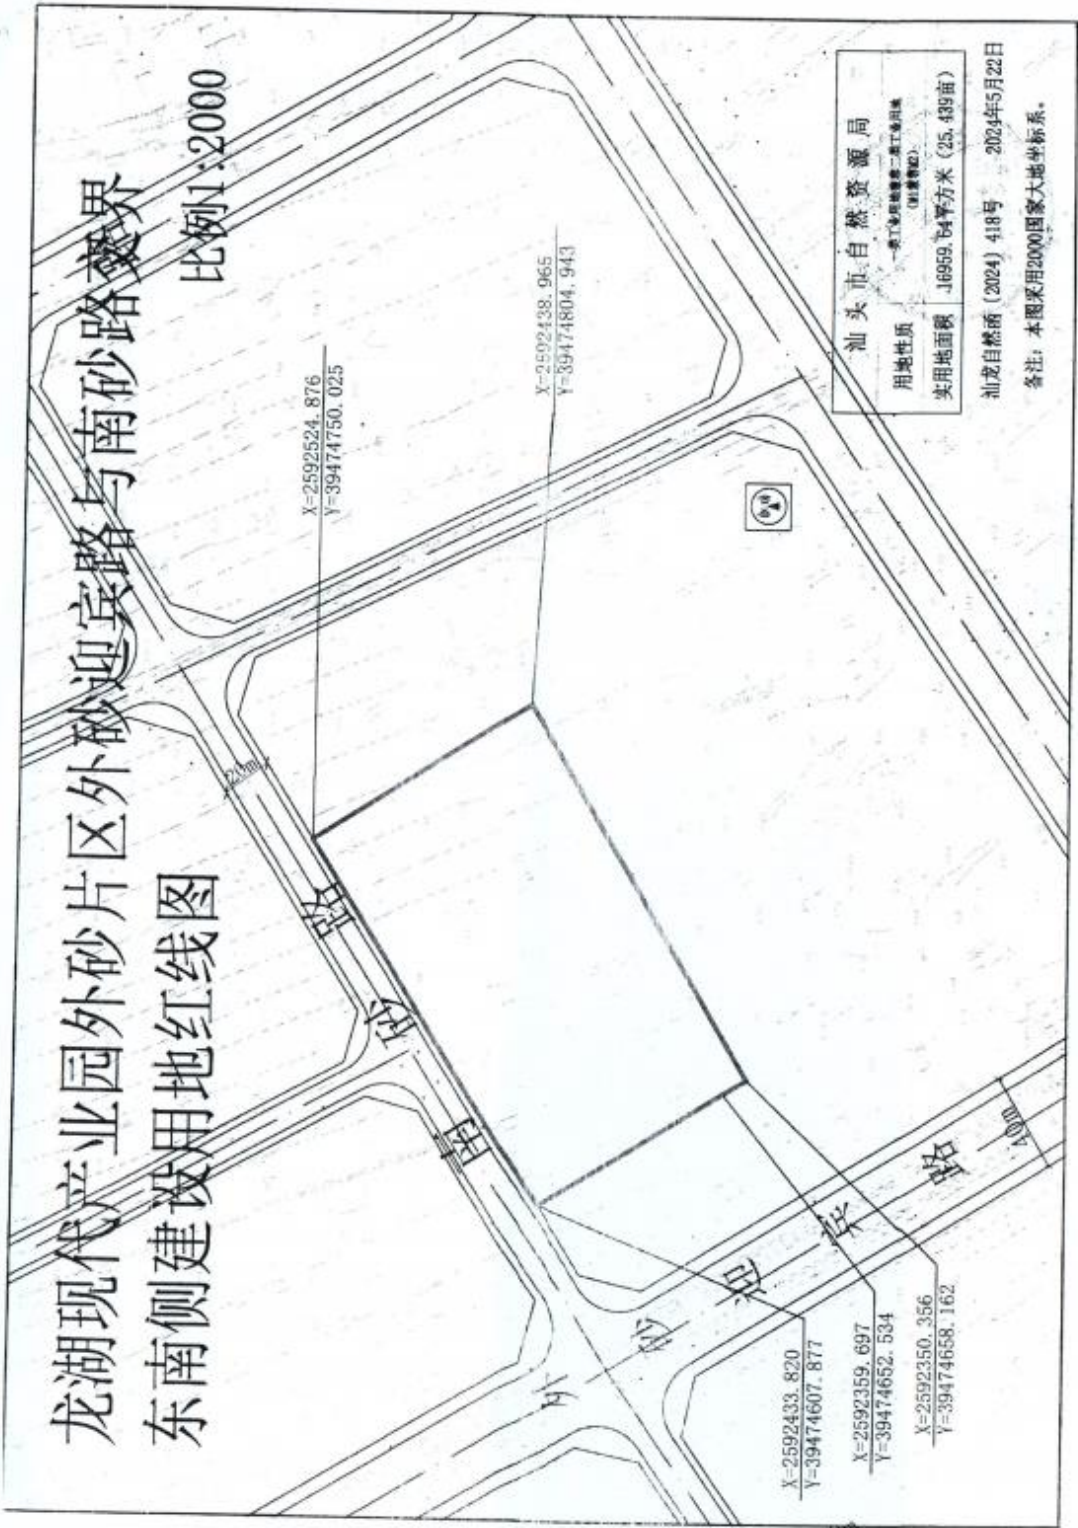 龙湖现代产业园外砂片区外砂迎宾路与南砂路交界
东南侧建设用地红线图
比例1:2000
X=2592524.876
Y=39474750.025
X=2592438.965
Y=39474804.943
20m
南砂路
外砂迎宾路
40m
X=2592433.820
Y=39474607.877
X=2592359.697
Y=39474652.534
X=2592350.356
Y=39474658.162
汕头市自然资源局
用地性质
实用地面积 16959.64平方米（25.439亩）
汕龙自然函〔2024〕418号 2024年5月22日
备注：本图采用2000国家大地坐标系。